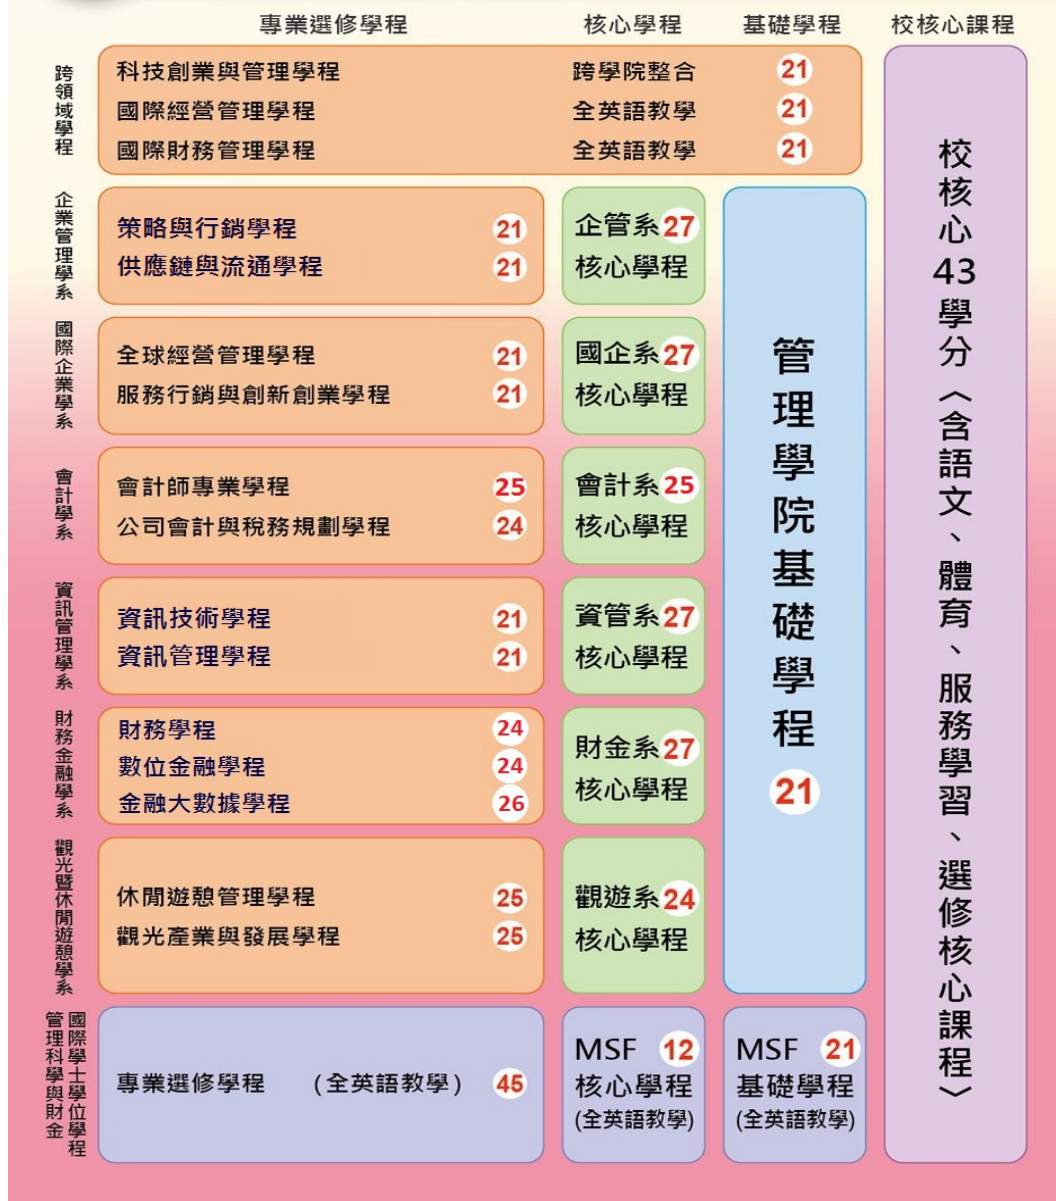 專業選修學程 核心學程 基礎學程 校核心課程
跨領域學程
科技創業與管理學程 跨學院整合 21
國際經營管理學程 全英語教學 21
國際財務管理學程 全英語教學 21
企業管理學系
策略與行銷學程 21
供應鏈與流通學程 21
企管系27
核心學程
國際企業學系
全球經營管理學程 21
服務行銷與創新創業學程 21
國企系27
核心學程
會計學系
會計師專業學程 25
公司會計與稅務規劃學程 24
會計系25
核心學程
資訊管理學系
資訊技術學程 21
資訊管理學程 21
資管系27
核心學程
財務金融學系
財務學程 24
數位金融學程 24
金融大數據學程 26
財金系27
核心學程
觀光暨休閒遊憩學系
休閒遊憩管理學程 25
觀光產業與發展學程 25
觀遊系24
核心學程
管理學院基礎學程 21
國際學士學位學程
管理科學與財金
專業選修學程 (全英語教學) 45
MSF 12
核心學程
(全英語教學)
MSF 21
基礎學程
(全英語教學)
校核心43學分〈含語文、體育、服務學習、選修核心課程〉